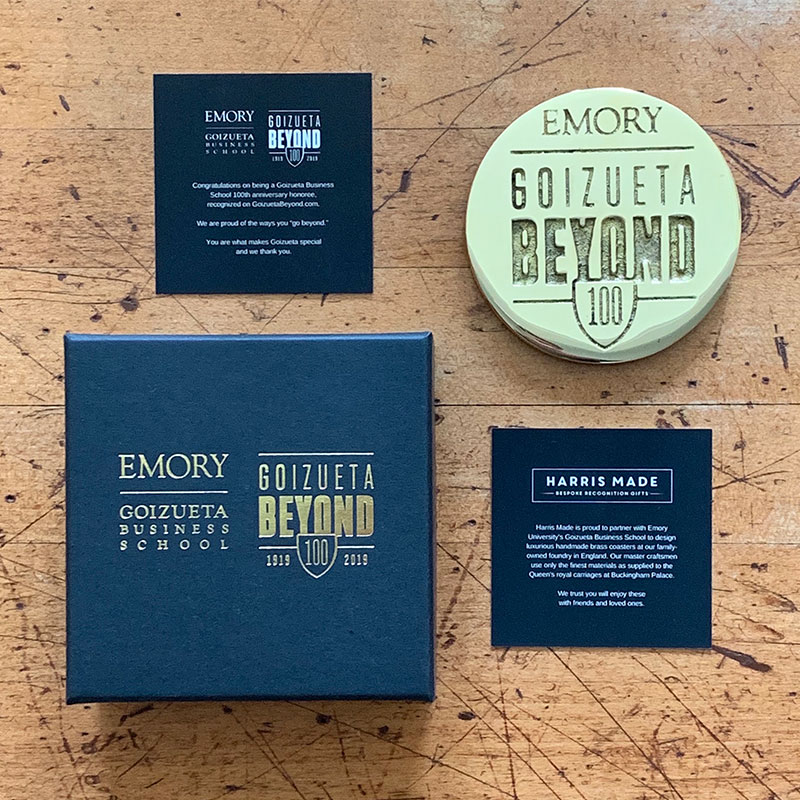 EMORY
GOIZUETA
BUSINESS
SCHOOL
GOIZUETA
BEYOND
100
1919 2019
Congratulations on being a Goizueta Business
School 100th anniversary honoree,
recognized on GoizuetaBeyond.com.
We are proud of the ways you “go beyond.”
You are what makes Goizueta special
and we thank you.
EMORY
GOIZUETA
BEYOND
100
EMORY
GOIZUETA
BUSINESS
SCHOOL
GOIZUETA
BEYOND
100
1919 2019
HARRIS MADE
BESPOKE RECOGNITION GIFTS
Harris Made is proud to partner with Emory
University's Goizueta Business School to design
luxurious handmade brass coasters at our family-
owned foundry in England. Our master craftsmen
use only the finest materials as supplied to the
Queen's royal carriages at Buckingham Palace.
We trust you will enjoy these
with friends and loved ones.